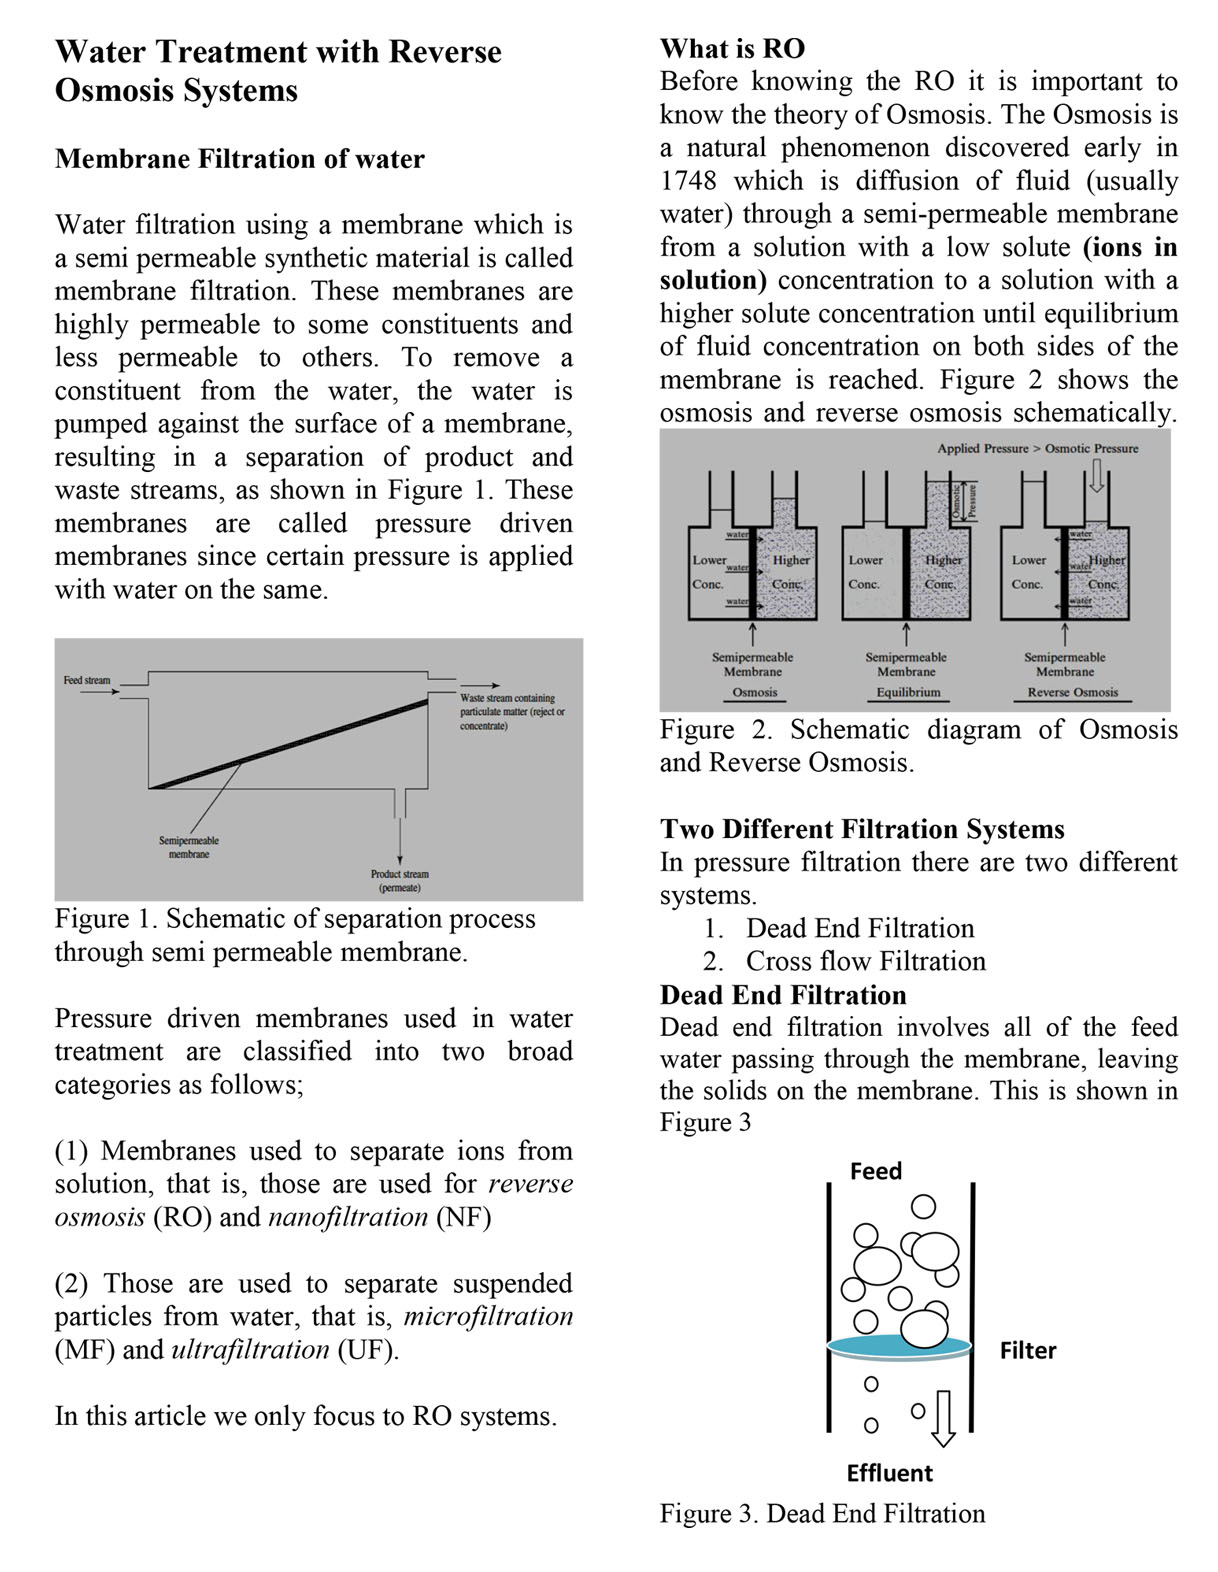 Water Treatment with Reverse
Osmosis Systems
Membrane Filtration of water
Water filtration using a membrane which is
a semi permeable synthetic material is called
membrane filtration. These membranes are
highly permeable to some constituents and
less permeable to others. To remove a
constituent from the water, the water is
pumped against the surface of a membrane,
resulting in a separation of product and
waste streams, as shown in Figure 1. These
membranes are called pressure driven
membranes since certain pressure is applied
with water on the same.
Feed stream
Waste stream containing
particulate matter (reject or
concentrate)
Semipermeable
membrane
Product stream
(permeate)
Figure 1. Schematic of separation process
through semi permeable membrane.
Pressure driven membranes used in water
treatment are classified into two broad
categories as follows;
(1) Membranes used to separate ions from
solution, that is, those are used for reverse
osmosis (RO) and nanofiltration (NF)
(2) Those are used to separate suspended
particles from water, that is, microfiltration
(MF) and ultrafiltration (UF).
In this article we only focus to RO systems.
What is RO
Before knowing the RO it is important to
know the theory of Osmosis. The Osmosis is
a natural phenomenon discovered early in
1748 which is diffusion of fluid (usually
water) through a semi-permeable membrane
from a solution with a low solute (ions in
solution) concentration to a solution with a
higher solute concentration until equilibrium
of fluid concentration on both sides of the
membrane is reached. Figure 2 shows the
osmosis and reverse osmosis schematically.
Applied Pressure > Osmotic Pressure
water
Lower
water
Higher
Conc.
Conc.
water
Semipermeable
Membrane
Osmosis
Osmotic
Pressure
Lower
Higher
Conc.
Conc.
Semipermeable
Membrane
Equilibrium
water
Lower
water
Higher
Conc.
Conc.
water
Semipermeable
Membrane
Reverse Osmosis
Figure 2. Schematic diagram of Osmosis
and Reverse Osmosis.
Two Different Filtration Systems
In pressure filtration there are two different
systems.
1. Dead End Filtration
2. Cross flow Filtration
Dead End Filtration
Dead end filtration involves all of the feed
water passing through the membrane, leaving
the solids on the membrane. This is shown in
Figure 3
Feed
Filter
Effluent
Figure 3. Dead End Filtration